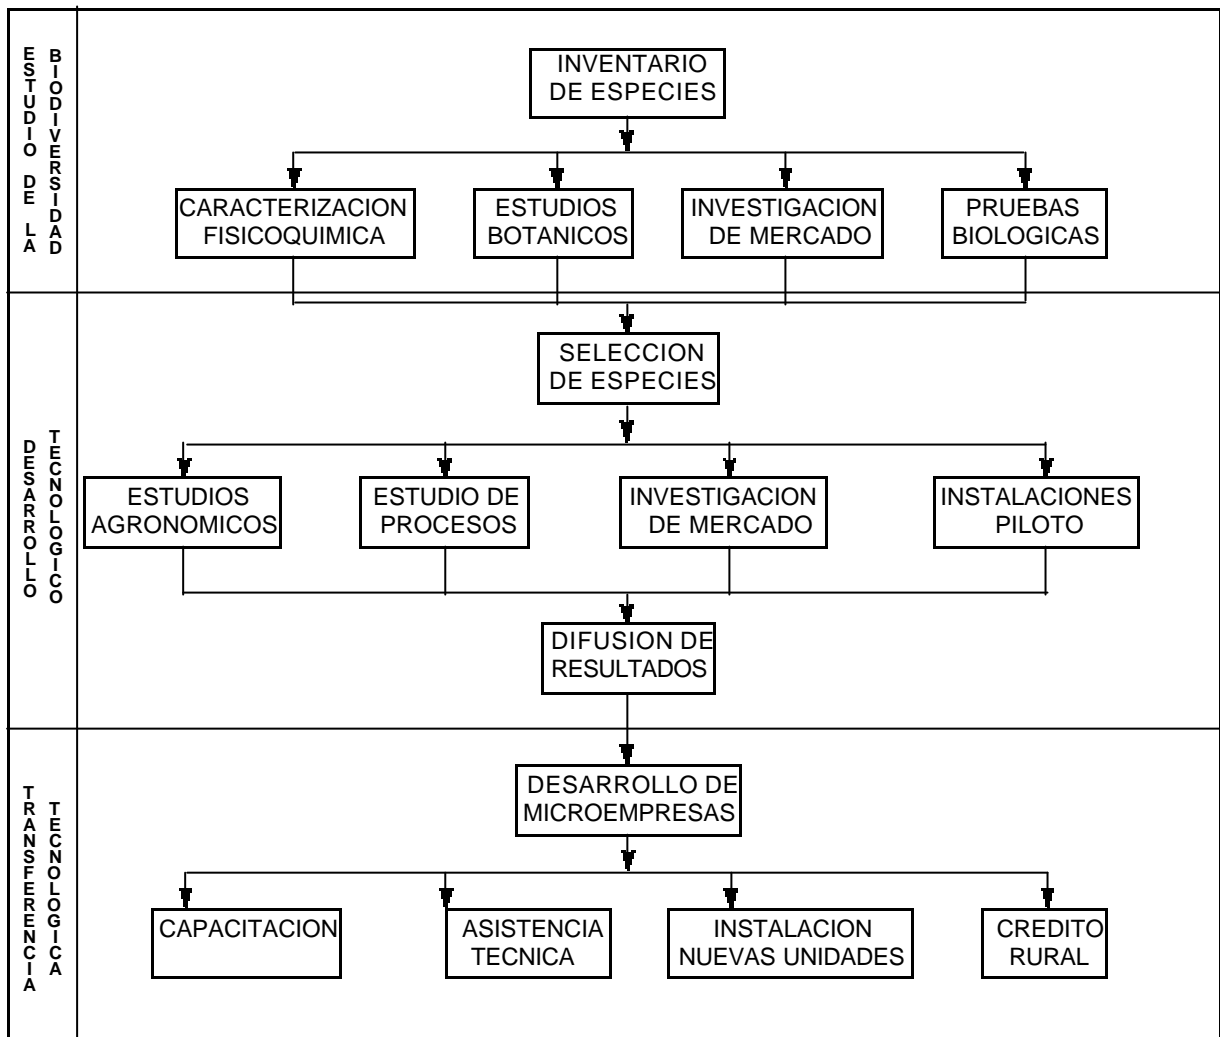 ESTUDIO DE LA
BIODIVERSIDAD
INVENTARIO
DE ESPECIES
CARACTERIZACION
FISICOQUIMICA
ESTUDIOS
BOTANICOS
INVESTIGACION
DE MERCADO
PRUEBAS
BIOLOGICAS
DESARROLLO
TECNOLOGICO
SELECCION
DE ESPECIES
ESTUDIOS
AGRONOMICOS
ESTUDIO DE
PROCESOS
INVESTIGACION
DE MERCADO
INSTALACIONES
PILOTO
DIFUSION DE
RESULTADOS
TRANSFERENCIA
TECNOLOGICA
DESARROLLO DE
MICROEMPRESAS
CAPACITACION
ASISTENCIA
TECNICA
INSTALACION
NUEVAS UNIDADES
CREDITO
RURAL